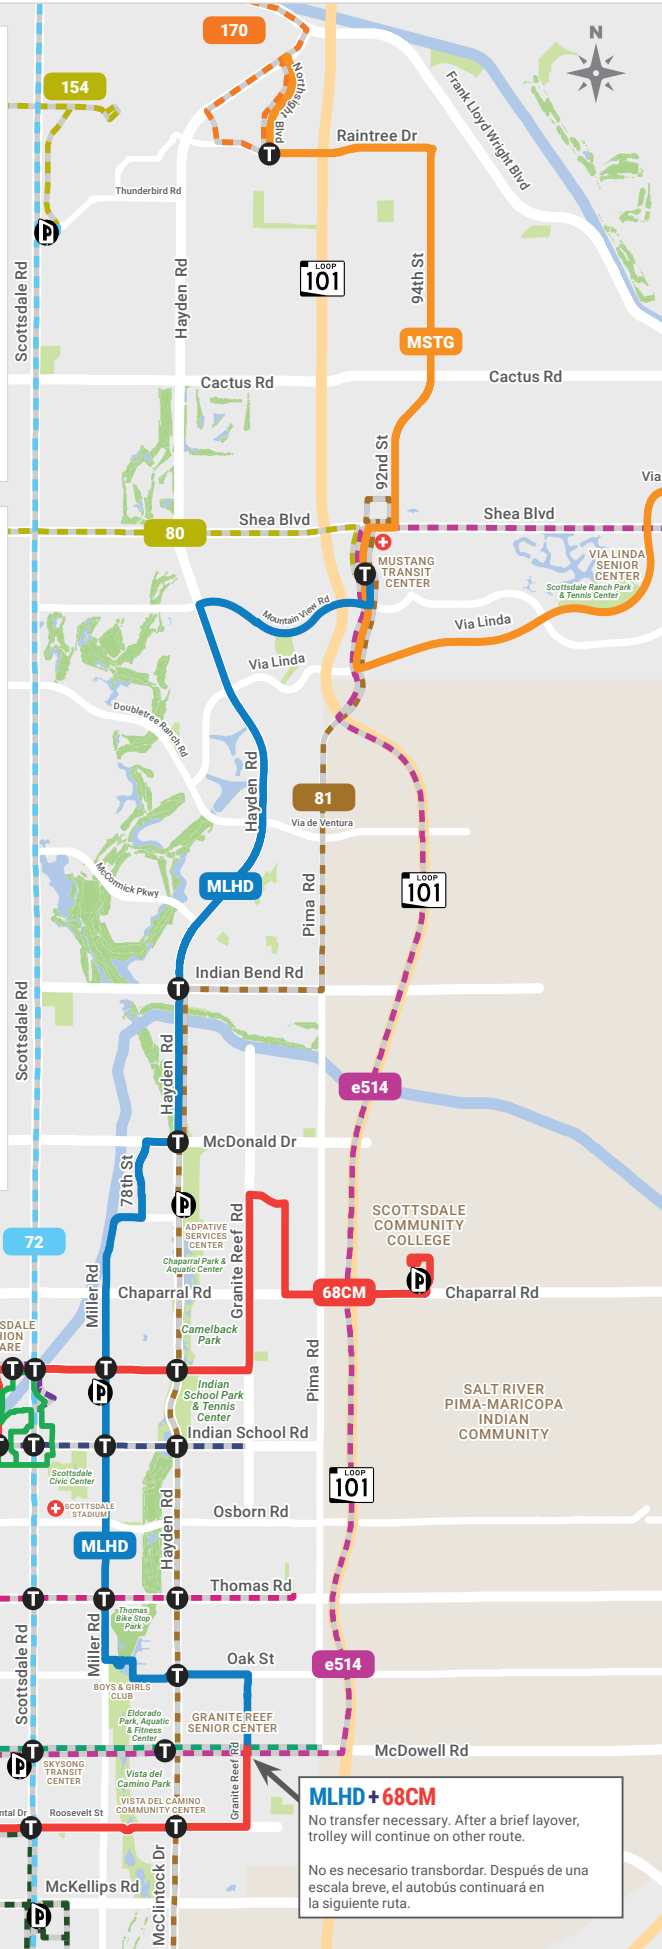 170
N
154
Northsight Blvd
Frank Lloyd Wright Blvd
Raintree Dr
T
Thunderbird Rd
P
Scottsdale Rd
Hayden Rd
LOOP
101
94th St
MSTG
Cactus Rd
Cactus Rd
92nd St
Via
80
Shea Blvd
Shea Blvd
MUSTANG
TRANSIT
CENTER
T
VIA LINDA
SENIOR
CENTER
Scottsdale Ranch Park
& Tennis Center
Mountain View Rd
Via Linda
Via Linda
Doubletree Ranch Rd
Hayden Rd
81
Via de Ventura
McCormick Pkwy
MLHD
Pima Rd
LOOP
101
Indian Bend Rd
T
Scottsdale Rd
Hayden Rd
e514
T
McDonald Dr
78th St
P
ADPATIVE
SERVICES
CENTER
Granite Reef Rd
SCOTTSDALE
COMMUNITY
COLLEGE
72
Chaparral Park &
Aquatic Center
P
Miller Rd
Chaparral Rd
68CM
Chaparral Rd
SDALE
ION
ARE
Camelback
Park
Pima Rd
T
T
T
T
P
Indian
School Park
& Tennis
Center
SALT RIVER
PIMA-MARICOPA
INDIAN
COMMUNITY
Indian School Rd
T
T
T
Scottsdale
Civic Center
LOOP
101
SCOTTSDALE
STADIUM
Hayden Rd
Osborn Rd
MLHD
Thomas Rd
T
T
T
Thomas
Bike Stop
Park
Scottsdale Rd
Miller Rd
Oak St
T
e514
BOYS & GIRLS
CLUB
Eldorado
Park, Aquatic
& Fitness
Center
GRANITE REEF
SENIOR CENTER
T
T
McDowell Rd
P
SKYSONG
TRANSIT
CENTER
Vista del
Camino Park
Granite Reef Rd
VISTA DEL CAMINO
COMMUNITY CENTER
MLHD + 68CM
No transfer necessary. After a brief layover,
trolley will continue on other route.
No es necesario transbordar. Después de una
escala breve, el autobús continuará en
la siguiente ruta.
ntal Dr
Roosevelt St
T
T
McKellips Rd
McClintock Dr
P